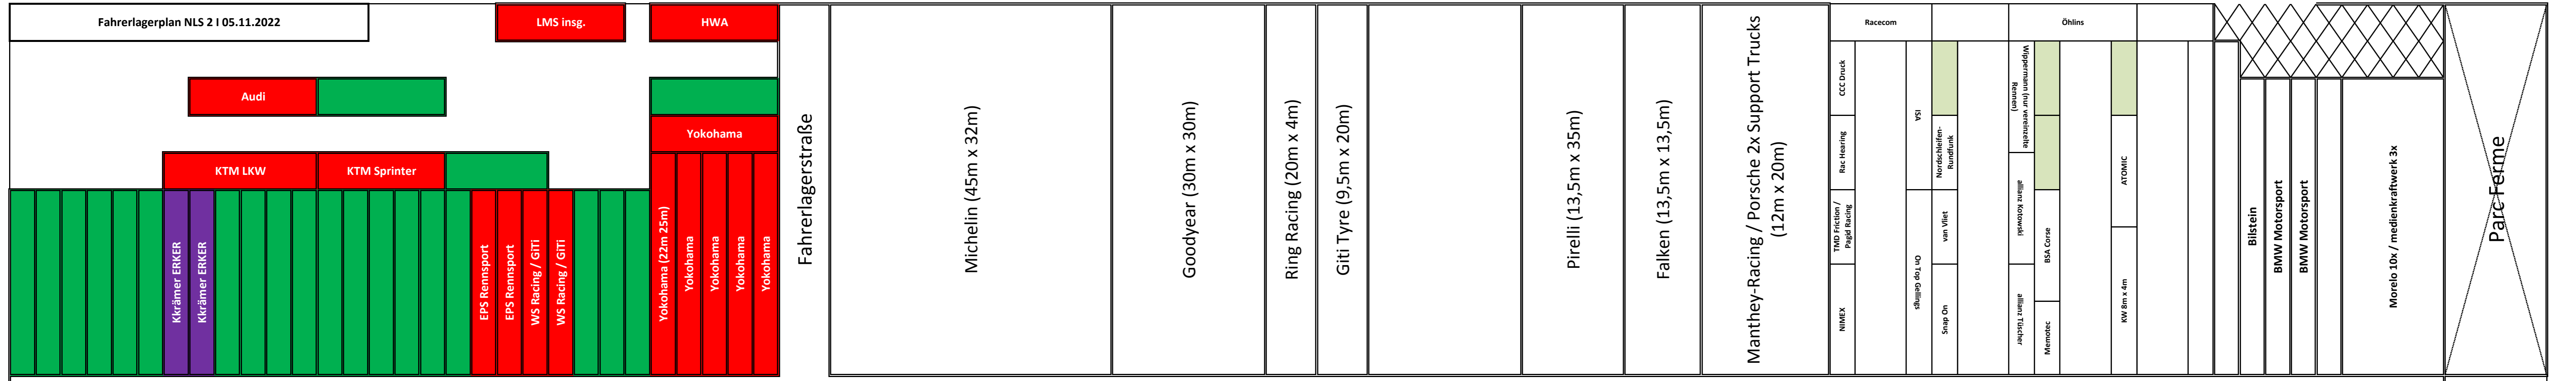 Fahrerlagerplan NLS 2 I 05.11.2022
LMS insg.
HWA
Audi
Yokohama
KTM LKW
KTM Sprinter
Kkrämer ERKER
Kkrämer ERKER
EPS Rennsport
EPS Rennsport
WS Racing / GiTi
WS Racing / GiTi
Yokohama (22m 25m)
Yokohama
Yokohama
Yokohama
Yokohama
Fahrerlagerstraße
Michelin (45m x 32m)
Goodyear (30m x 30m)
Ring Racing (20m x 4m)
GiTi Tyre (9,5m x 20m)
Pirelli (13,5m x 35m)
Falken (13,5m x 13,5m)
Manthey-Racing / Porsche 2x Support Trucks
(12m x 20m)
Racecom
CCC Druck
Rac Hearing
TMD Friction /
Pagid Racing
NIMEX
ISA
On Top Gellings
Nordschleifen-
Rundfunk
van Vliet
Snap On
Öhlins
Wippermann (nur vereinzelte
Rennen)
allianz Kotowski
allianz Tüscher
BSA Corse
Memotec
ATOMIC
KW 8m x 4m
Bilstein
BMW Motorsport
BMW Motorsport
Morelo 10x / medienkraftwerk 3x
Parc Ferme